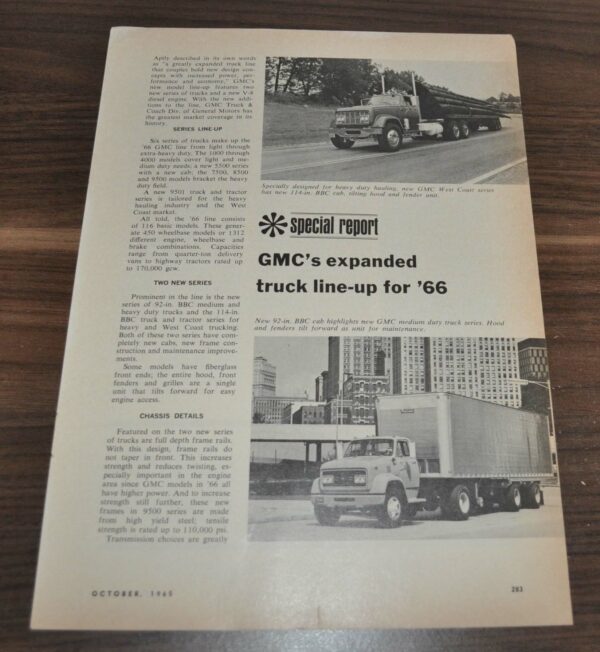 Aptly described in its own words
as "a greatly expanded truck line
that couples bold new design con-
cepts with increased power, per-
formance and economy," GMC's
new model line-up features two
new series of trucks and a new V-8
diesel engine. With the new addi-
tions to the line, GMC Truck &
Coach Div. of General Motors has
the greatest market coverage in its
history.
SERIES LINE-UP
Six series of trucks make up the
'66 GMC line from light through
extra-heavy duty. The 1000 through
4000 models cover light and me-
dium duty needs; a new 5500 series
with a new cab; the 7500, 8500
and 9500 models bracket the heavy
duty field.
A new 9501 truck and tractor
series is tailored for the heavy
hauling industry and the West
Coast market.
All told, the '66 line consists
of 116 basic models. These gener-
ate 450 wheelbase models or 1312
different engine, wheelbase and
brake combinations. Capacities
range from quarter-ton delivery
vans to highway tractors rated up
to 170,000 gcw.
TWO NEW SERIES
Prominent in the line is the new
series of 92-in. BBC medium and
heavy duty trucks and the 114-in.
BBC truck and tractor series for
heavy and West Coast trucking.
Both of these two series have com-
pletely new cabs, new frame con-
struction and maintenance improve-
ments.
Some models have fiberglass
front ends; the entire hood, front
fenders and grilles are a single
unit that tilts forward for easy
engine access.
CHASSIS DETAILS
Featured on the two new series
of trucks are full depth frame rails.
With this design, frame rails do
not taper in front. This increases
strength and reduces twisting, es-
pecially important in the engine
area since GMC models in '66 all
have higher power. And to increase
strength still further, these new
frames in 9500 series are made
from high yield steel; tensile
strength is rated up to 110,000 psi.
Transmission choices are greatly
Specially designed for heavy duty hauling, new GMC West Coast series
has new 114-in. BBC cab, tilting hood and fender unit.
special report
GMC's expanded
truck line-up for '66
New 92-in. BBC cab highlights new GMC medium duty truck series. Hood
and fenders tilt forward as unit for maintenance.
OCTOBER, 1965
283